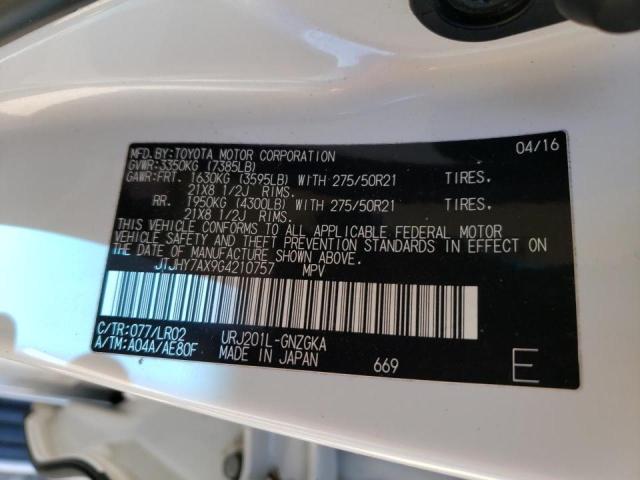 MFD.BY:TOYOTA MOTOR CORPORATION 04/16
GVWR:3350KG (7385LB)
GAWR:FRT. 1630KG (3595LB) WITH 275/50R21 TIRES.
21X8 1/2J RIMS.
RR. 1950KG (4300LB) WITH 275/50R21 TIRES.
21X8 1/2J RIMS.
THIS VEHICLE CONFORMS TO ALL APPLICABLE FEDERAL MOTOR
VEHICLE SAFETY AND THEFT PREVENTION STANDARDS IN EFFECT ON
THE DATE OF MANUFACTURE SHOWN ABOVE.
JTJHY7AX9G4210757 MPV
C/TR:077/LR02 URJ201L-GNZGKA
A/TM:A04A/AE80F MADE IN JAPAN 669 E